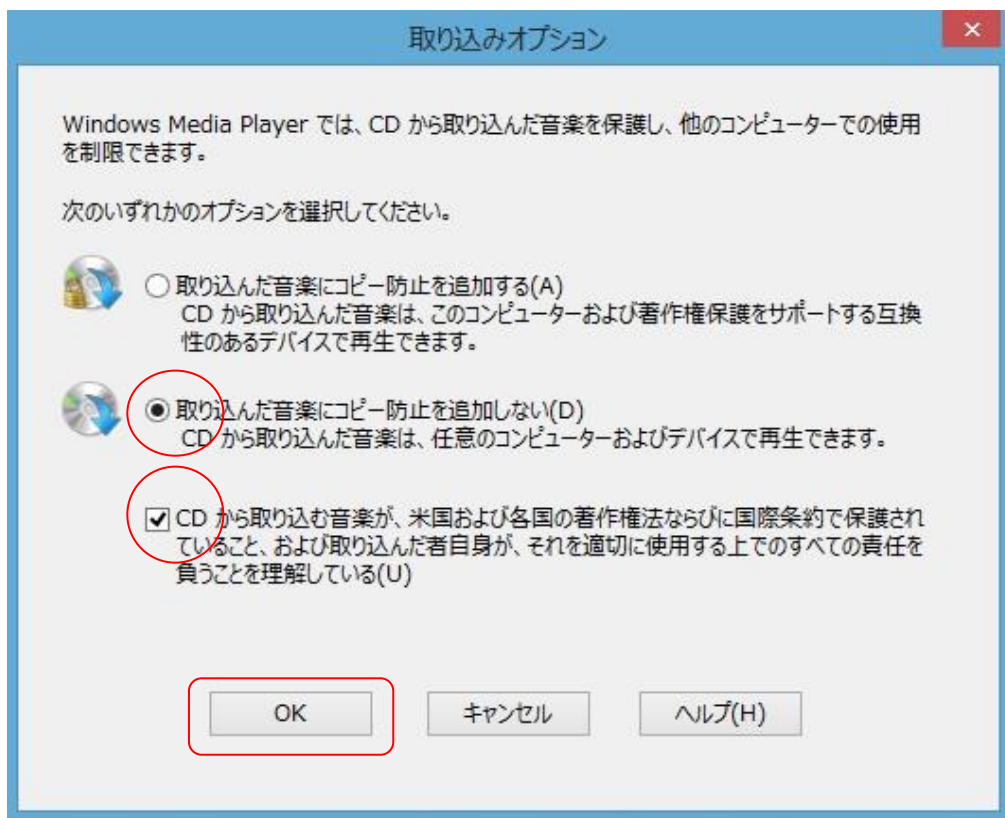 取り込みオプション
Windows Media Player では、CD から取り込んだ音楽を保護し、他のコンピューターでの使用
を制限できます。
次のいずれかのオプションを選択してください。
取り込んだ音楽にコピー防止を追加する(A)
CD から取り込んだ音楽は、このコンピューターおよび著作権保護をサポートする互換
性のあるデバイスで再生できます。
取り込んだ音楽にコピー防止を追加しない(D)
CD から取り込んだ音楽は、任意のコンピューターおよびデバイスで再生できます。
CD から取り込む音楽が、米国および各国の著作権法ならびに国際条約で保護され
ていること、および取り込んだ者自身が、それを適切に使用する上でのすべての責任を
負うことを理解している(U)
OK
キャンセル
ヘルプ(H)